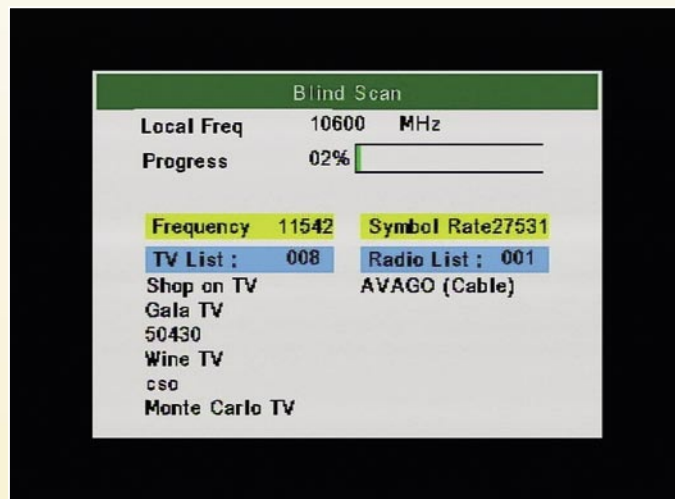 Blind Scan
Local Freq 10600 MHz
Progress 02%
Frequency 11542 Symbol Rate27531
TV List : 008 Radio List : 001
Shop on TV AVAGO (Cable)
Gala TV
50430
Wine TV
cso
Monte Carlo TV